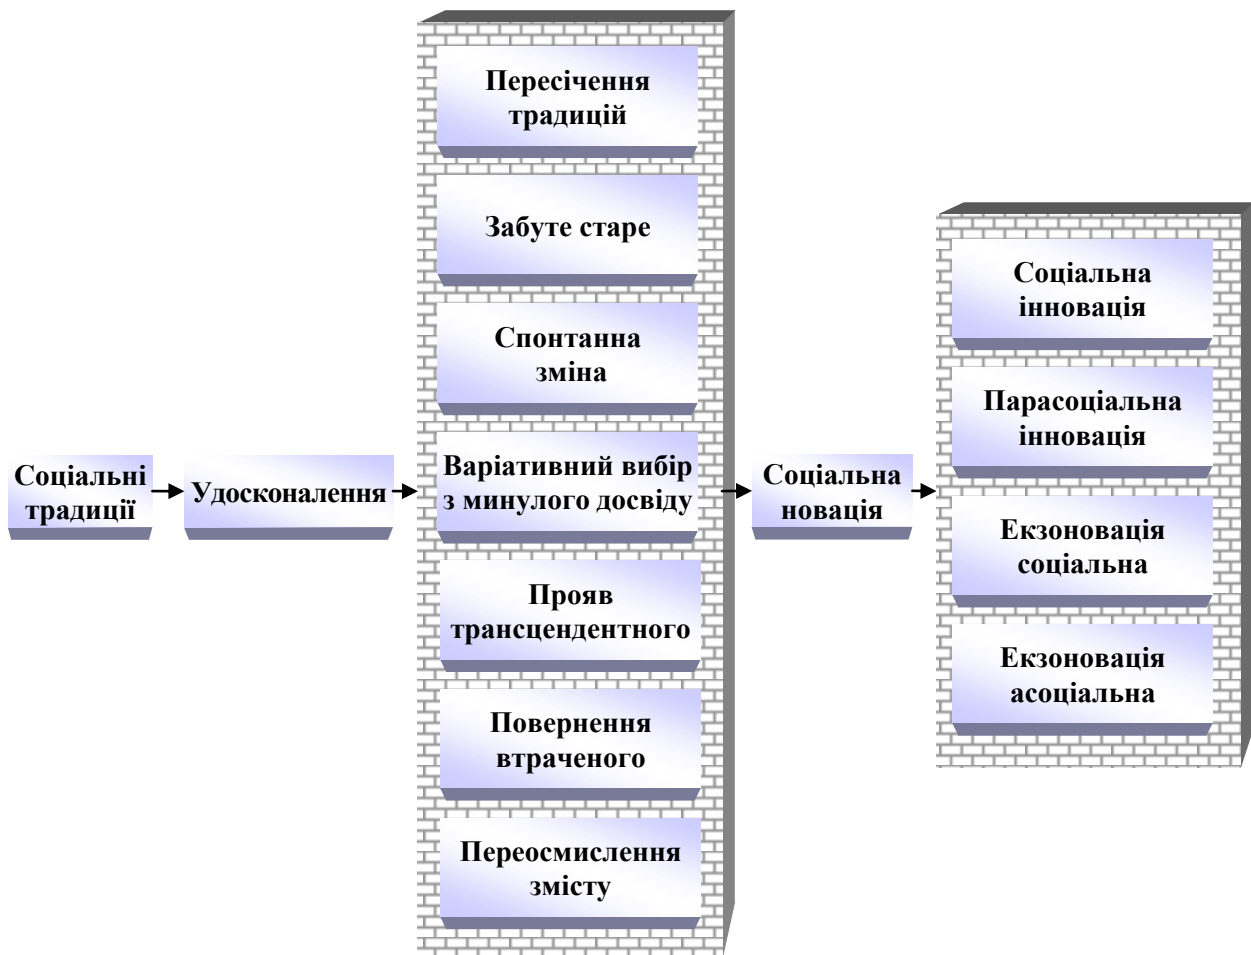 Соціальні
традиції
Удосконалення
Пересічення
традицій
Забуте старе
Спонтанна
зміна
Варіативний вибір
з минулого досвіду
Прояв
трансцендентного
Повернення
втраченого
Переосмислення
змісту
Соціальна
новація
Соціальна
інновація
Парасоціальна
інновація
Екзоновація
соціальна
Екзоновація
асоціальна